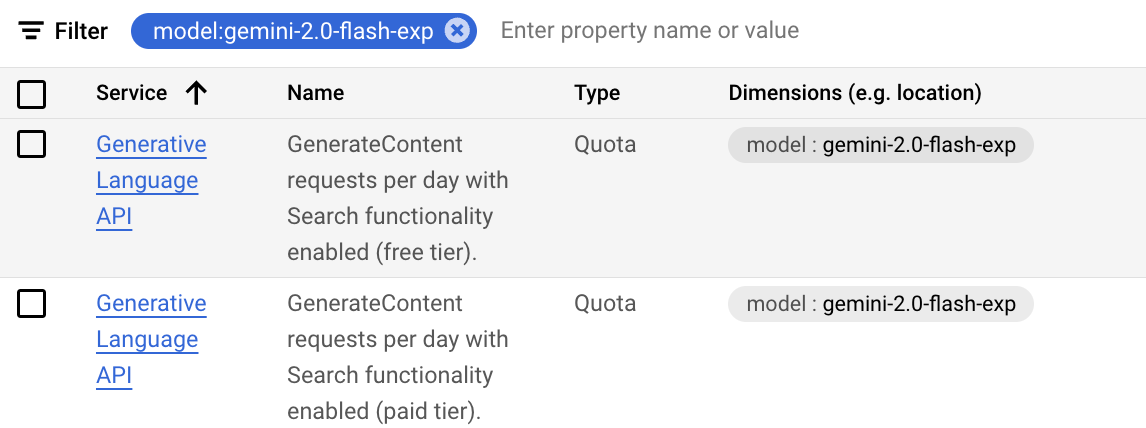 Filter model:gemini-2.0-flash-exp Enter property name or value
Service Name Type Dimensions (e.g. location)
Generative GenerateContent Quota model : gemini-2.0-flash-exp
Language requests per day with
API Search functionality
enabled (free tier).
Generative GenerateContent Quota model : gemini-2.0-flash-exp
Language requests per day with
API Search functionality
enabled (paid tier).